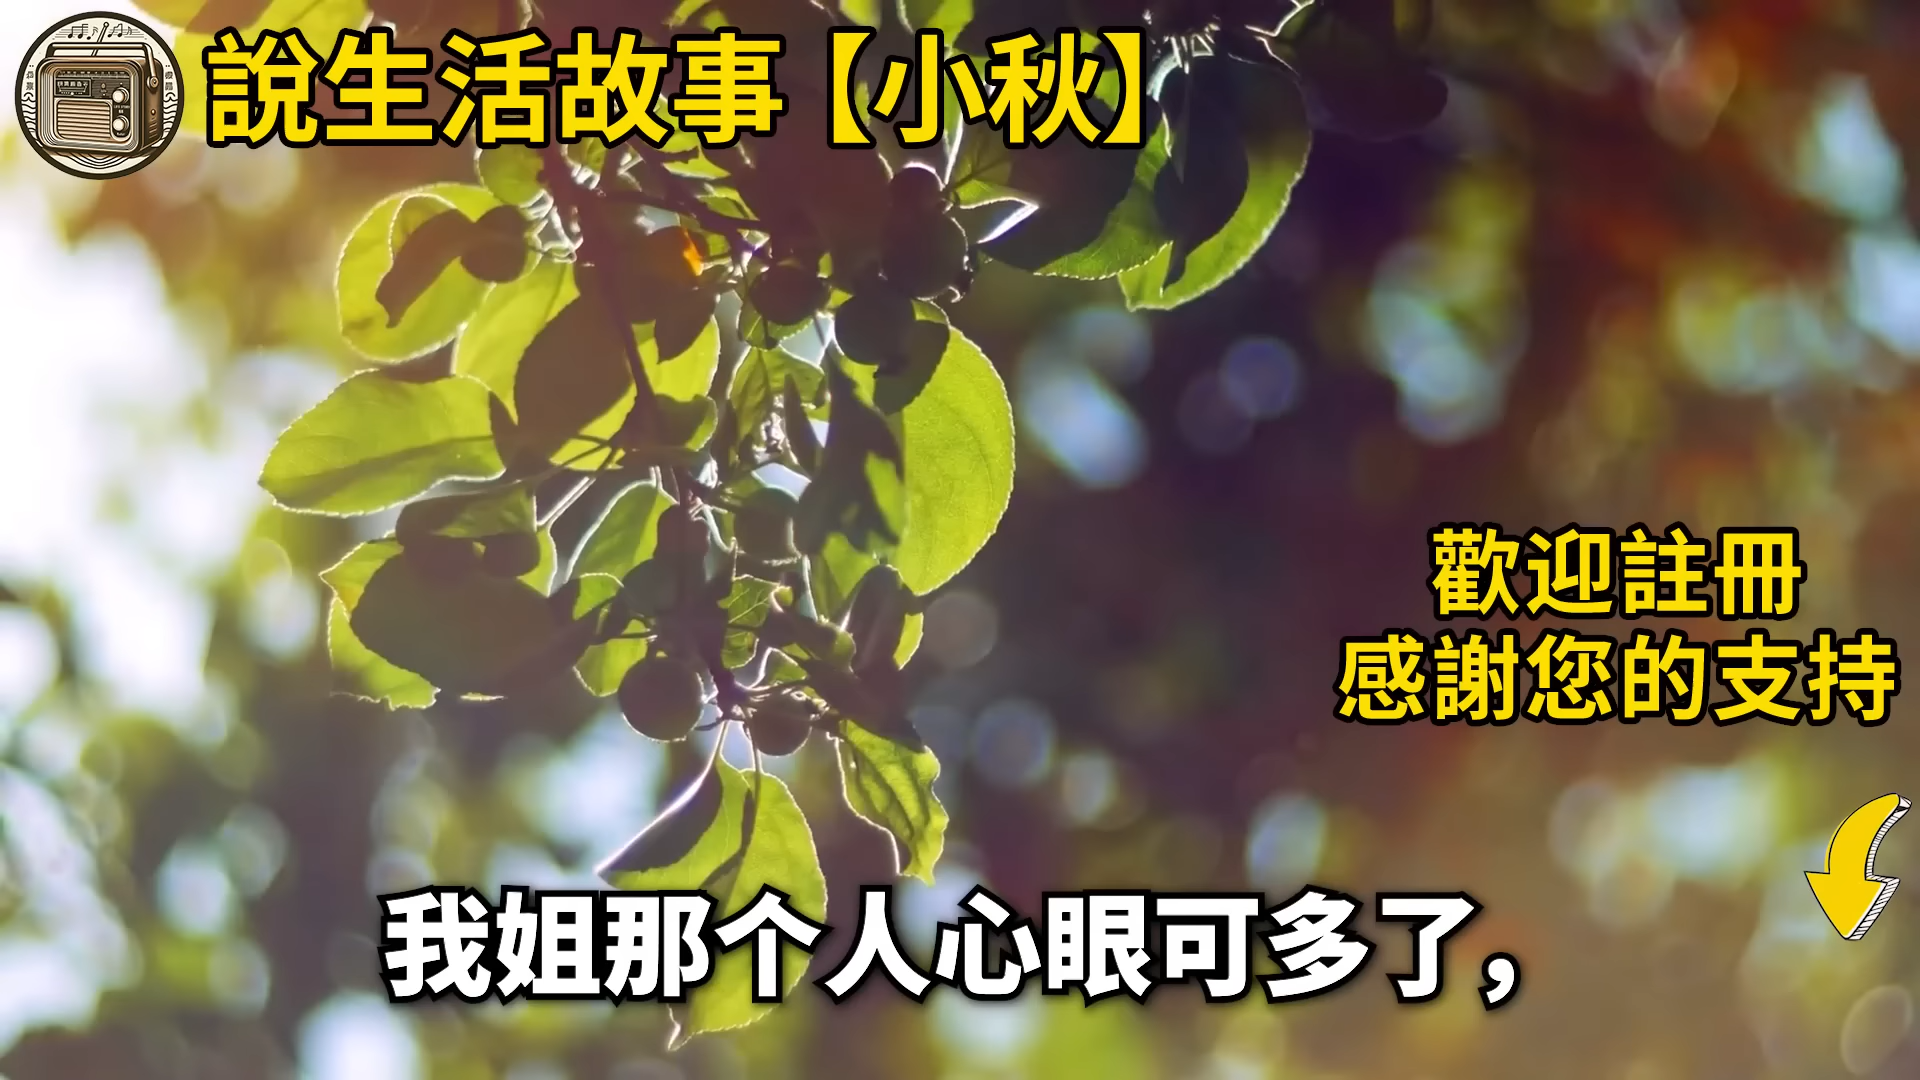 說生活故事【小秋】
歡迎註冊
感謝您的支持
我姐那个人心眼可多了,